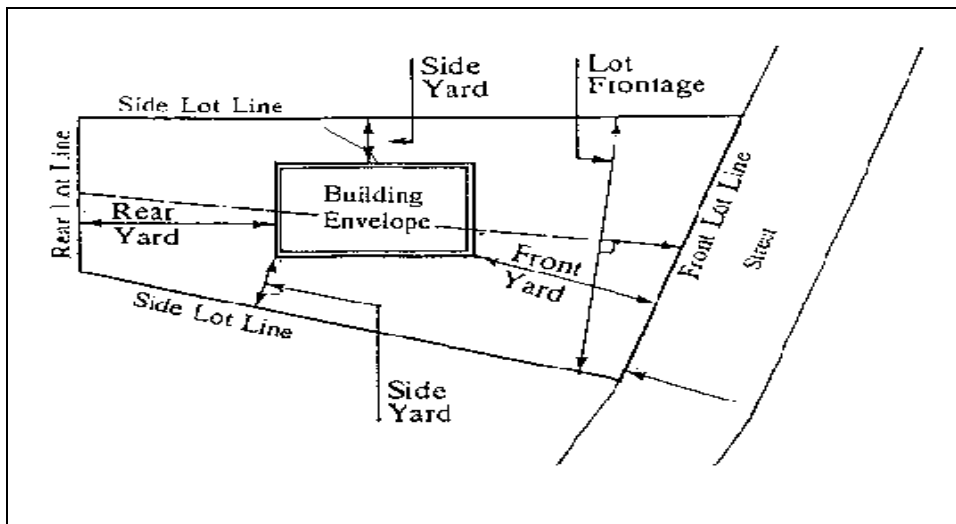 Side
Yard
Lot
Frontage
Side Lot Line
Rear Lot Line
Building
Envelope
Rear
Yard
Front
Yard
Front Lot Line
Street
Side Lot Line
Side
Yard